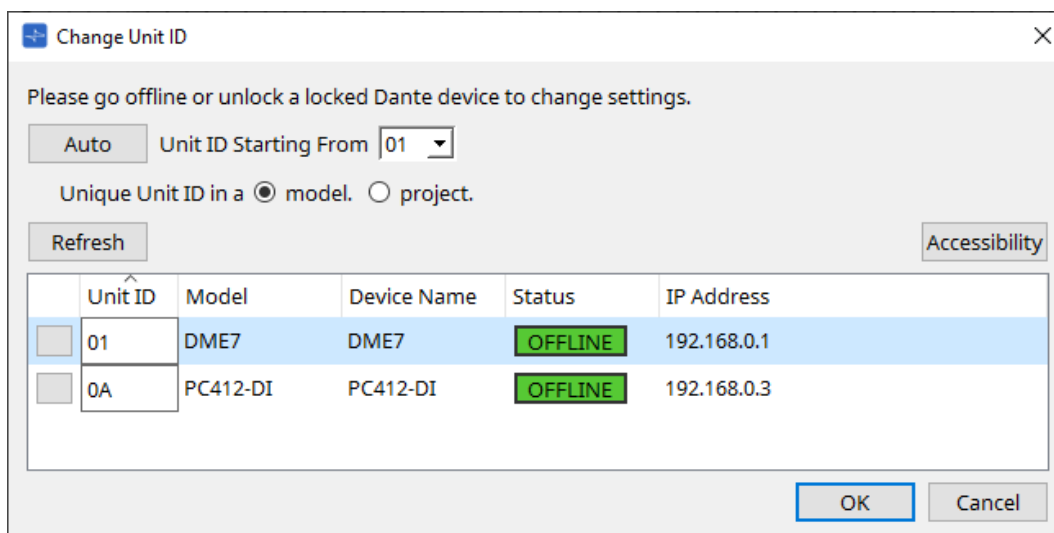 Change Unit ID
Please go offline or unlock a locked Dante device to change settings.
Auto Unit ID Starting From 01
Unique Unit ID in a model. project.
Refresh Accessibility
Unit ID Model Device Name Status IP Address
01 DME7 DME7 OFFLINE 192.168.0.1
0A PC412-DI PC412-DI OFFLINE 192.168.0.3
OK Cancel